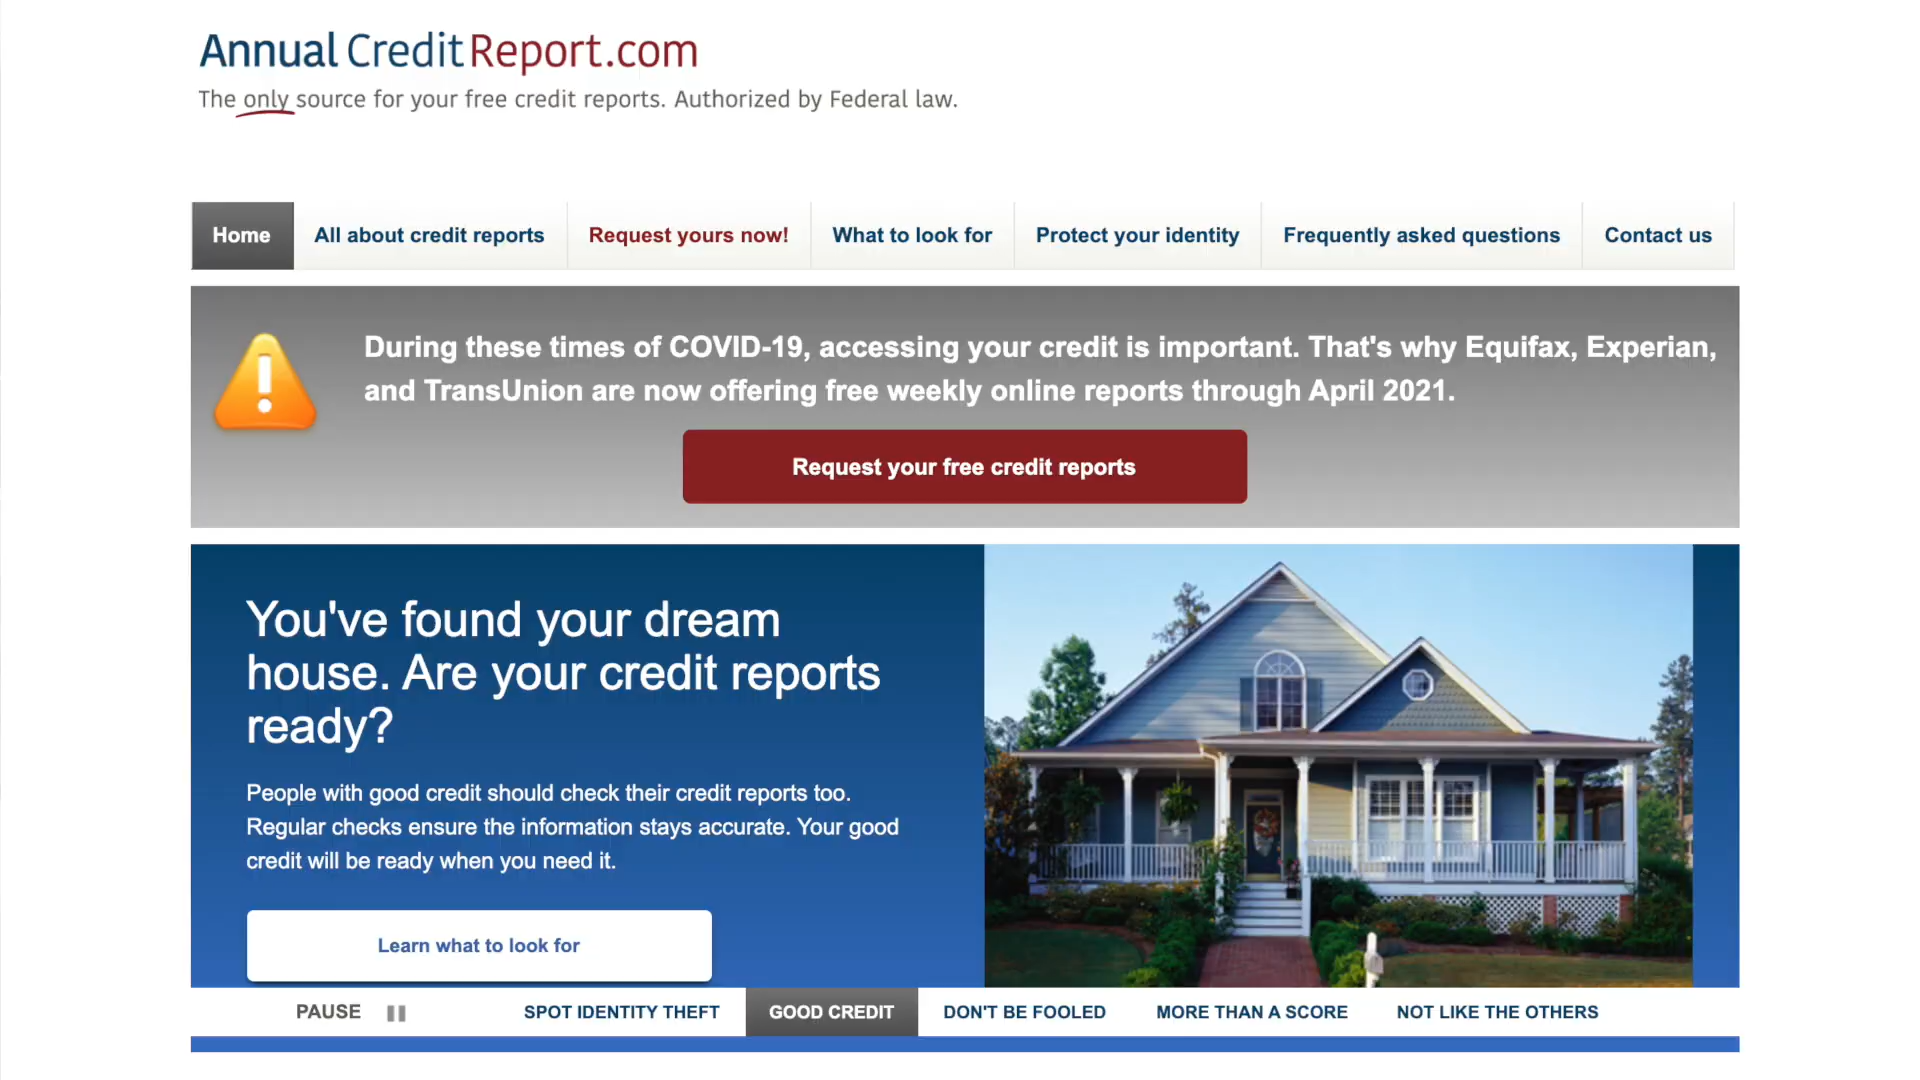 AnnualCreditReport.com
The only source for your free credit reports. Authorized by Federal law.
Home
All about credit reports
Request yours now!
What to look for
Protect your identity
Frequently asked questions
Contact us
During these times of COVID-19, accessing your credit is important. That's why Equifax, Experian,
and TransUnion are now offering free weekly online reports through April 2021.
Request your free credit reports
You've found your dream
house. Are your credit reports
ready?
People with good credit should check their credit reports too.
Regular checks ensure the information stays accurate. Your good
credit will be ready when you need it.
Learn what to look for
PAUSE
SPOT IDENTITY THEFT
GOOD CREDIT
DON'T BE FOOLED
MORE THAN A SCORE
NOT LIKE THE OTHERS